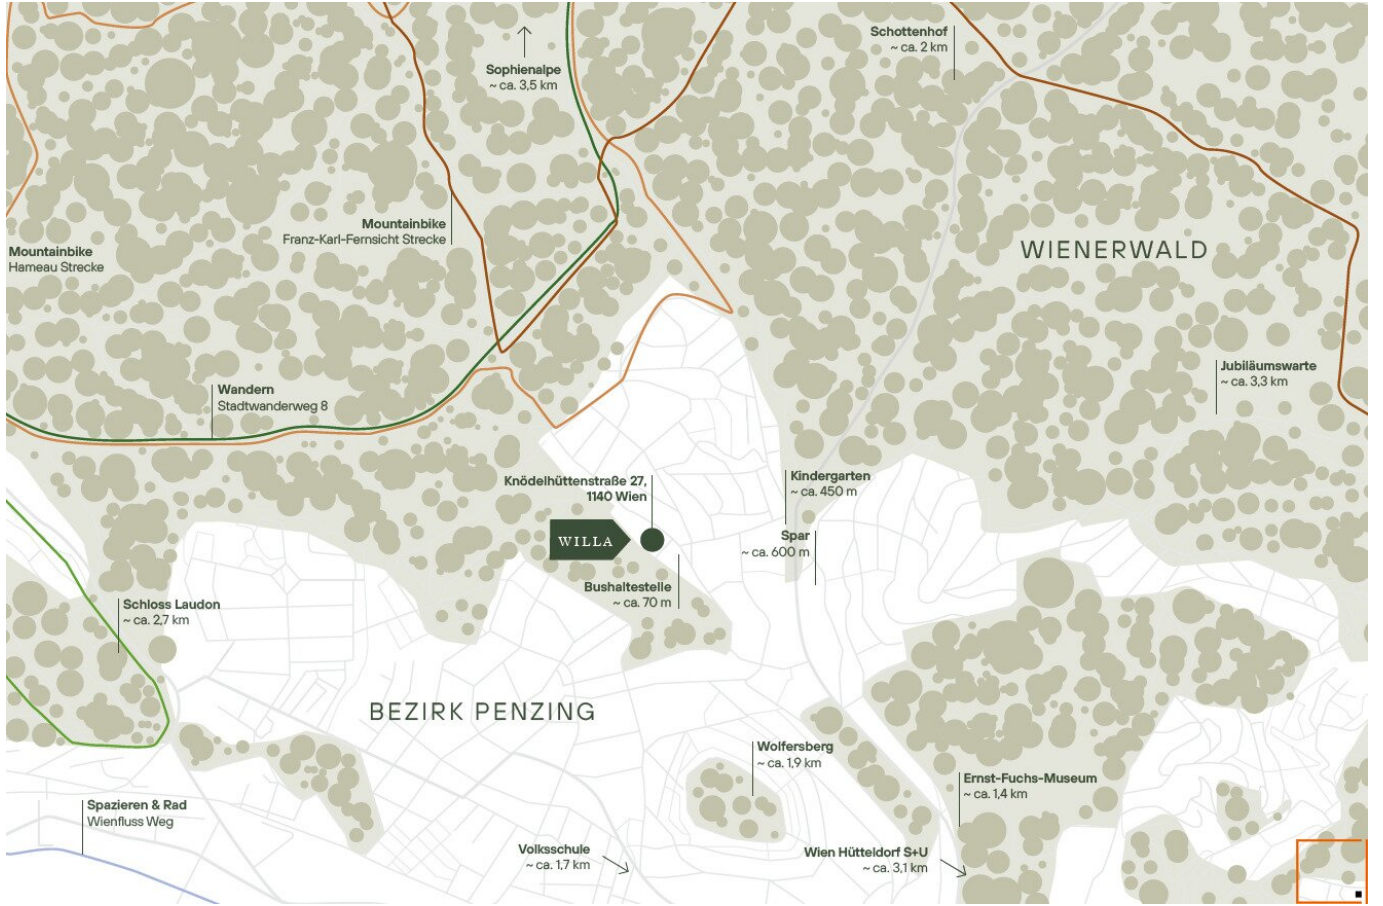 Schottenhof
~ ca. 2 km
Sophienalpe
~ ca. 3,5 km
Mountainbike
Franz-Karl-Fernsicht Strecke
Mountainbike
Hameau Strecke
WIENERWALD
Jubiläumswarte
~ ca. 3,3 km
Wandern
Stadtwanderweg 8
Knödelhüttenstraße 27,
1140 Wien
Kindergarten
~ ca. 450 m
WILLA
Spar
~ ca. 600 m
Bushaltestelle
~ ca. 70 m
Schloss Laudon
~ ca. 2,7 km
BEZIRK PENZING
Wolfersberg
~ ca. 1,9 km
Ernst-Fuchs-Museum
~ ca. 1,4 km
Spazieren & Rad
Wienfluss Weg
Volksschule
~ ca. 1,7 km
Wien Hütteldorf S+U
~ ca. 3,1 km